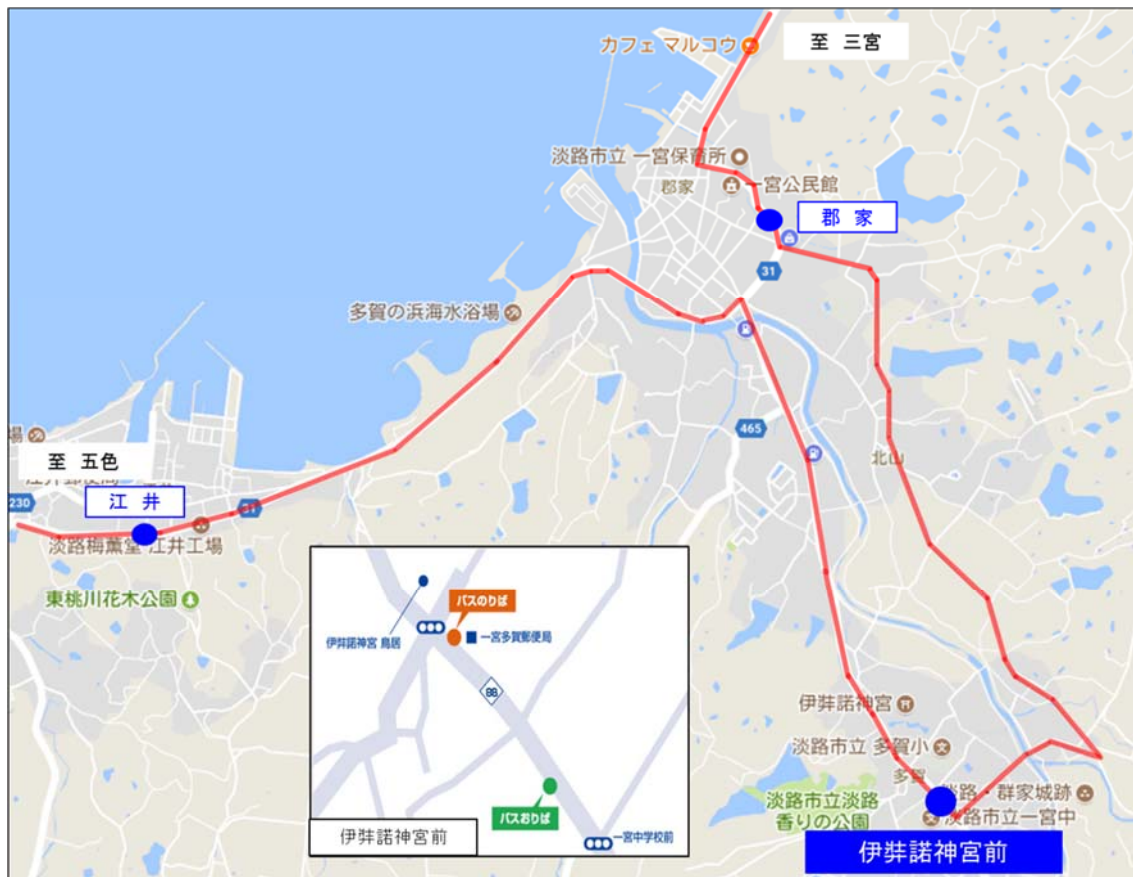 カフェ マルコウ
至 三宮
淡路市立 一宮保育所
郡家
一宮公民館
郡 家
31
多賀の浜海水浴場
465
北山
場
至 五色
230
江 井
31
淡路梅薫堂 江井工場
東桃川花木公園
バスのりば
伊弉諾神宮 鳥居
一宮多賀郵便局
88
バスおりば
一宮中学校前
伊弉諾神宮前
伊弉諾神宮
淡路市立 多賀小
多賀
淡路・群家城跡
淡路市立淡路
香りの公園
淡路市立一宮中
伊弉諾神宮前